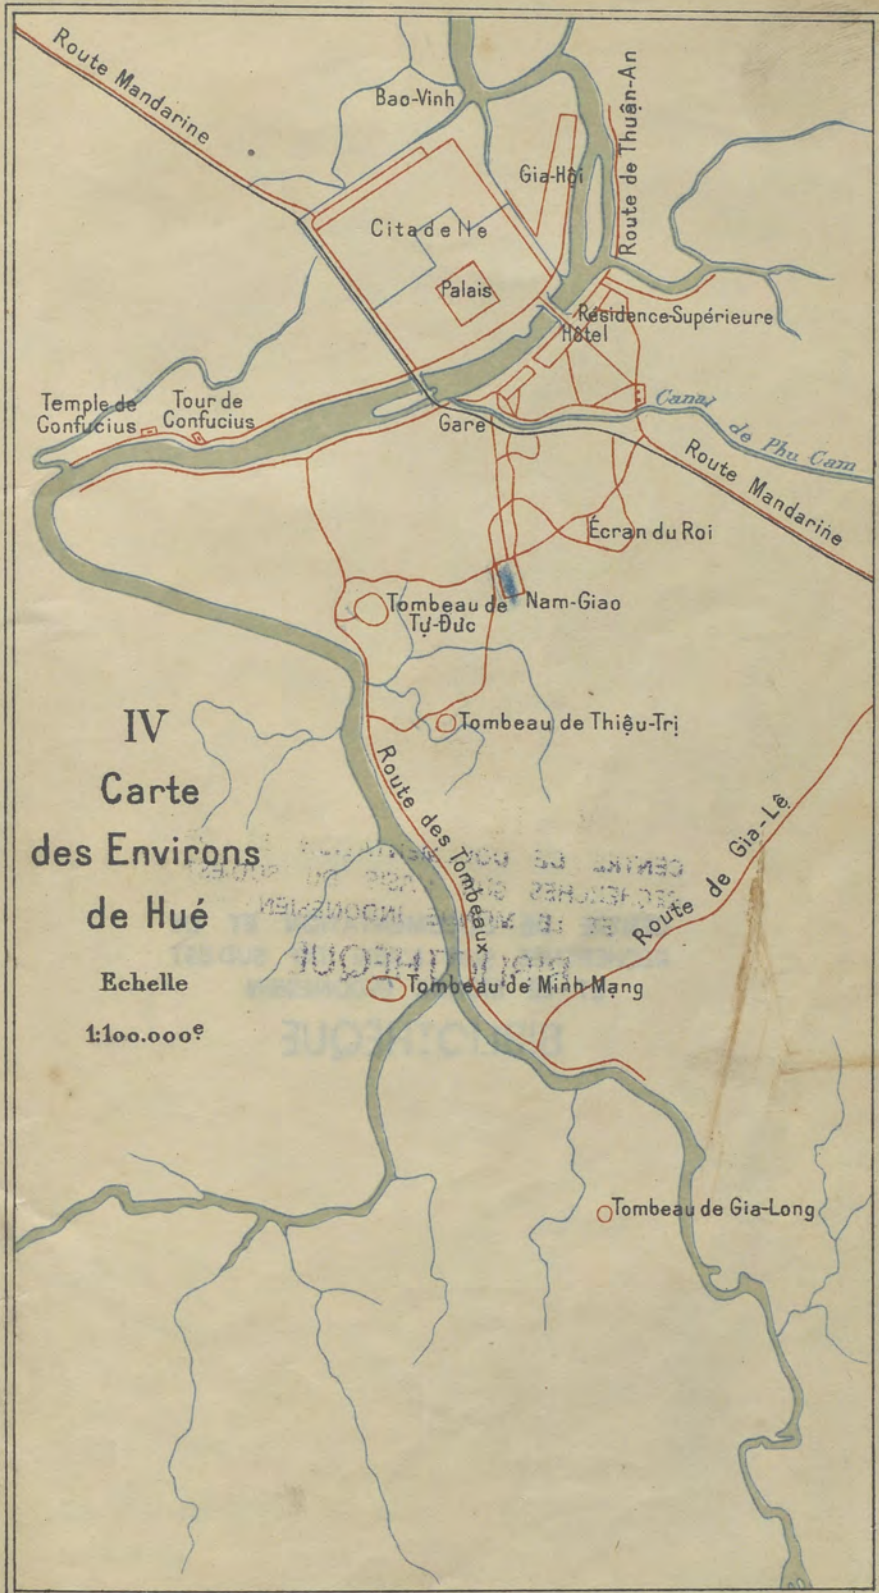 Route Mandarine
Bao-Vinh
Gia-Hội
Route de Thuận-An
Citadelle
Palais
Résidence-Supérieure
Hôtel
Temple de
Confucius
Tour de
Confucius
Gare
Canal
de Phu Cam
Route Mandarine
Écran du Roi
Tombeau de
Tự-Đưc
Nam-Giao
Tombeau de Thiệu-Trị
IV
Carte
des Environs
de Hué
Echelle
1:100.000e
Route des Tombeaux
Route de Gia-Lệ
Tombeau de Minh-Mạng
Tombeau de Gia-Long